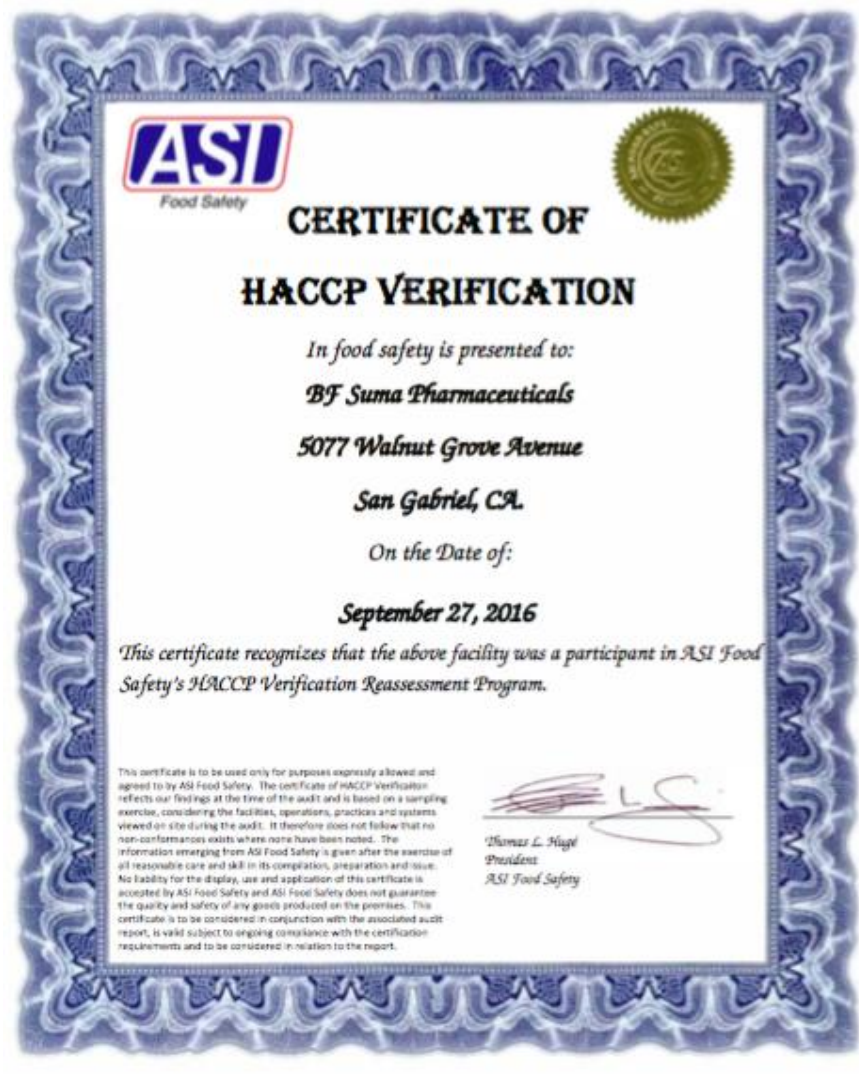 ASI
Food Safety
CERTIFICATE OF
HACCP VERIFICATION
In food safety is presented to:
BF Suma Pharmaceuticals
5077 Walnut Grove Avenue
San Gabriel, CA.
On the Date of:
September 27, 2016
This certificate recognizes that the above facility was a participant in ASI Food
Safety's HACCP Verification Reassessment Program.
This certificate is to be used only for purposes expressly allowed and
agreed to by ASI Food Safety. The certificate of HACCP Verificaiton
reflects our findings at the time of the audit and is based on a sampling
exercise, considering the facilities, operations, practices and systems
viewed on site during the audit. It therefore does not follow that no
non-conformances exists where none have been noted. The
information emerging from ASI Food Safety is given after the exercise of
all reasonable care and skill in its compilation, preparation and issue.
No liability for the display, use and application of this certificate is
accepted by ASI Food Safety and ASI Food Safety does not guarantee
the quality and safety of any goods produced on the premises. This
certificate is to be considered in conjunction with the associated audit
report, is valid subject to ongoing compliance with the certification
requirements and to be considered in relation to the report.
Thomas L. Hugé
President
ASI Food Safety